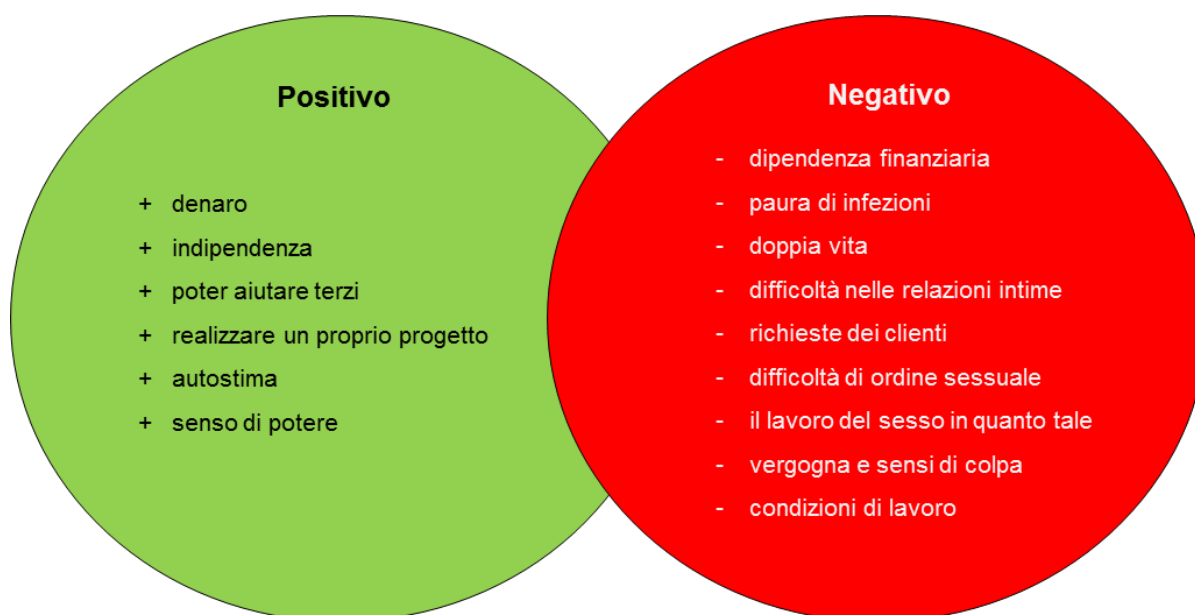 Positivo
+ denaro
+ indipendenza
+ poter aiutare terzi
+ realizzare un proprio progetto
+ autostima
+ senso di potere
Negativo
- dipendenza finanziaria
- paura di infezioni
- doppia vita
- difficoltà nelle relazioni intime
- richieste dei clienti
- difficoltà di ordine sessuale
- il lavoro del sesso in quanto tale
- vergogna e sensi di colpa
- condizioni di lavoro